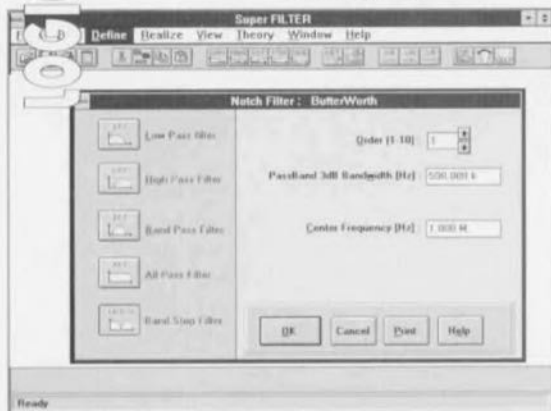 Super FILTER
Define Realize View Theory Window Help
Notch Filter : ButterWorth
Low Pass filter
High Pass Filter
Band Pass Filter
All Pass Filter
Band Stop Filter
Order [1-10] :
PassBand 3dB Bandwidth [Hz] : 500.000 k
Center Frequency [Hz] : 1.000 M
OK Cancel Print Help
Ready